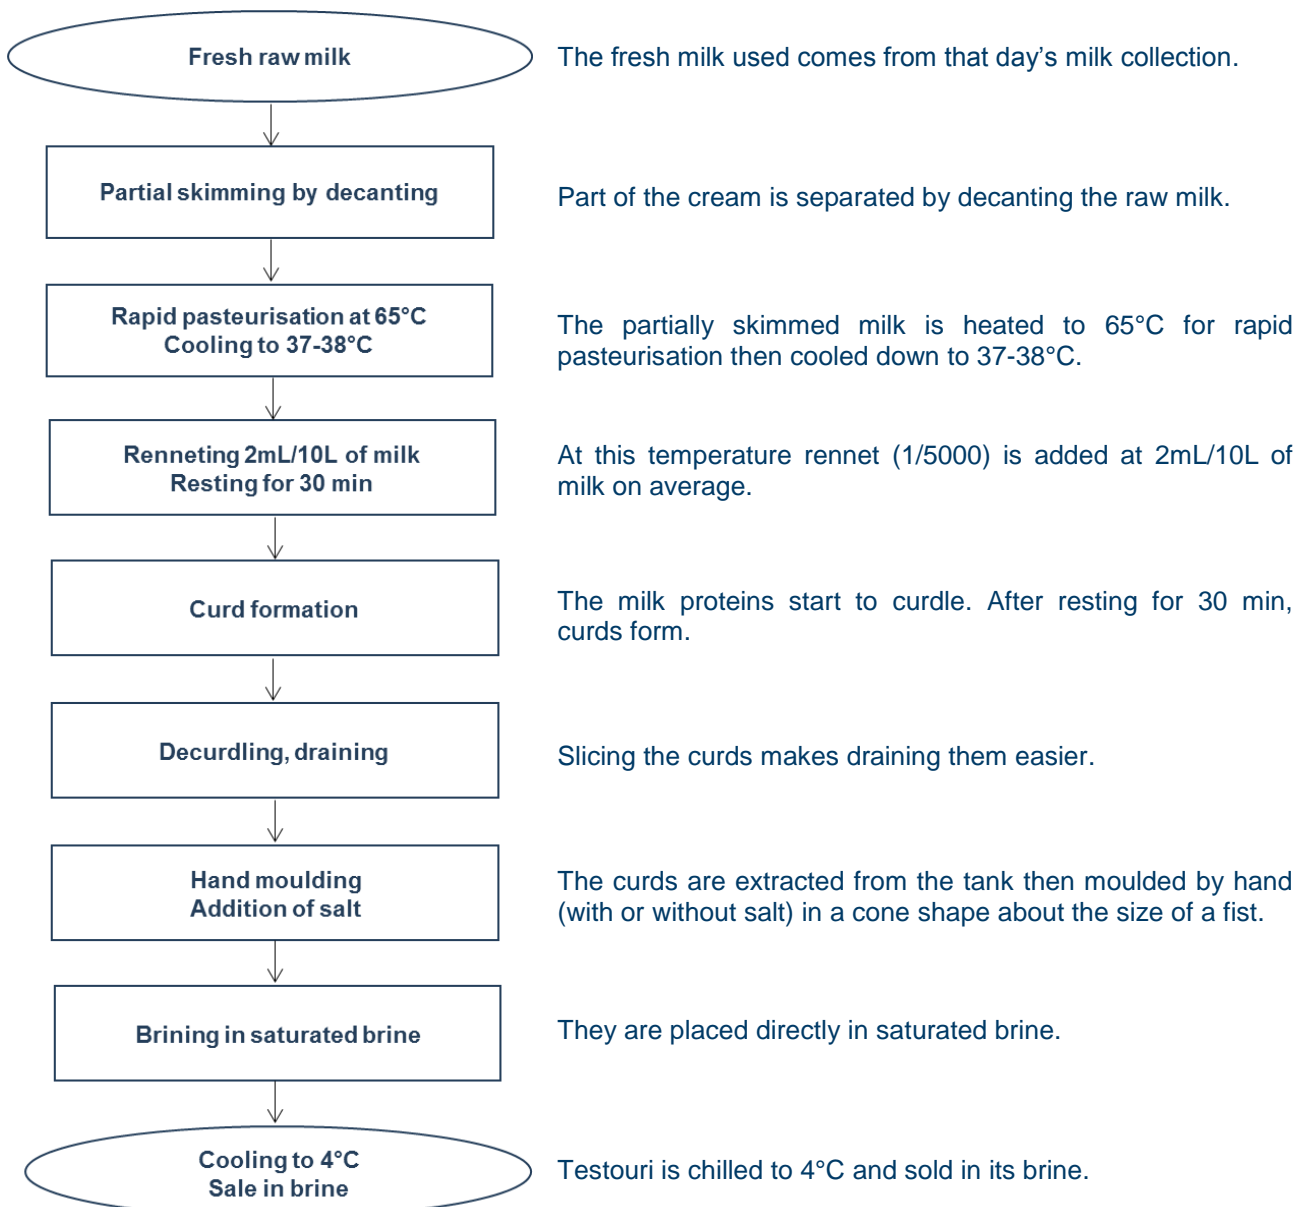 Fresh raw milk
The fresh milk used comes from that day’s milk collection.
Partial skimming by decanting
Part of the cream is separated by decanting the raw milk.
Rapid pasteurisation at 65°C
Cooling to 37-38°C
The partially skimmed milk is heated to 65°C for rapid
pasteurisation then cooled down to 37-38°C.
Renneting 2mL/10L of milk
Resting for 30 min
At this temperature rennet (1/5000) is added at 2mL/10L of
milk on average.
Curd formation
The milk proteins start to curdle. After resting for 30 min,
curds form.
Decurdling, draining
Slicing the curds makes draining them easier.
Hand moulding
Addition of salt
The curds are extracted from the tank then moulded by hand
(with or without salt) in a cone shape about the size of a fist.
Brining in saturated brine
They are placed directly in saturated brine.
Cooling to 4°C
Sale in brine
Testouri is chilled to 4°C and sold in its brine.